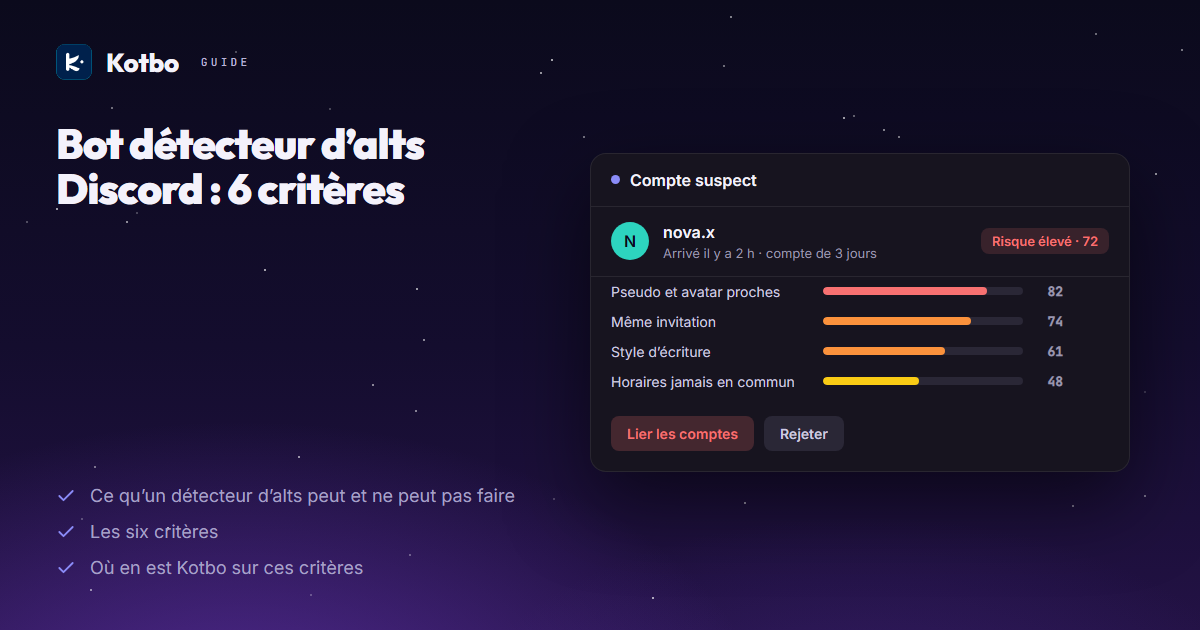 Kotbo GUIDE
Bot détecteur d’alts
Discord : 6 critères
Compte suspect
N
nova.x
Arrivé il y a 2 h · compte de 3 jours
Risque élevé · 72
Pseudo et avatar proches 82
Même invitation 74
Style d’écriture 61
Horaires jamais en commun 48
Lier les comptes Rejeter
Ce qu’un détecteur d’alts peut et ne peut pas faire
Les six critères
Où en est Kotbo sur ces critères